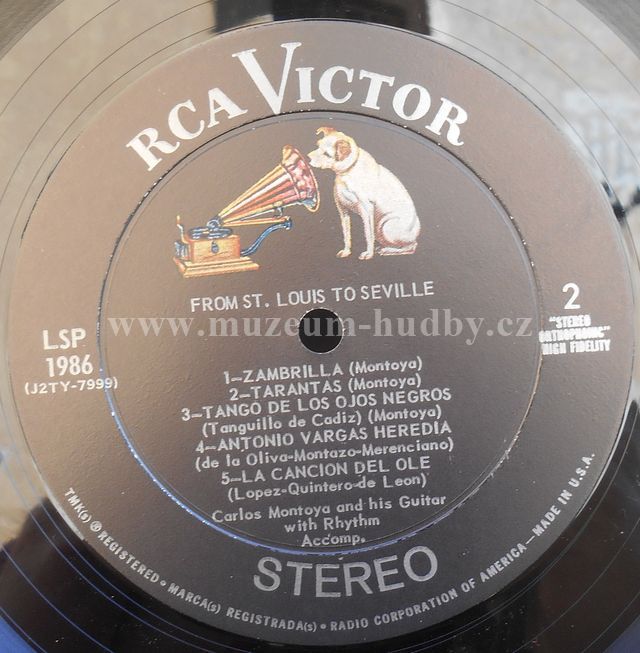 RCA VICTOR
FROM ST. LOUIS TO SEVILLE
LSP
1986
(J2TY-7999)
2
"STEREO
ORTHOPHONIC"
HIGH FIDELITY
www.muzeum-hudby.cz
1—ZAMBRILLA (Montoya)
2—TARANTAS (Montoya)
3—TANGO DE LOS OJOS NEGROS
(Tanguillo de Cadiz) (Montoya)
4—ANTONIO VARGAS HEREDIA
(de la Oliva-Montazo-Merenciano)
5—LA CANCION DEL OLE
(Lopez-Quintero-de Leon)
Carlos Montoya and his Guitar
with Rhythm
Accomp.
STEREO
TMK(s) ® REGISTERED • MARCA(s) REGISTRADA(s) • RADIO CORPORATION OF AMERICA—MADE IN U.S.A.